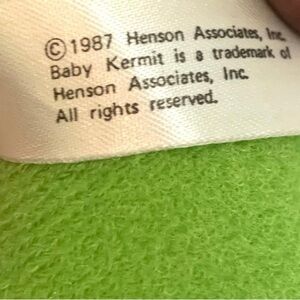 ©1987 Henson Associates, Inc.
Baby Kermit is a trademark of
Henson Associates, Inc.
All rights reserved.